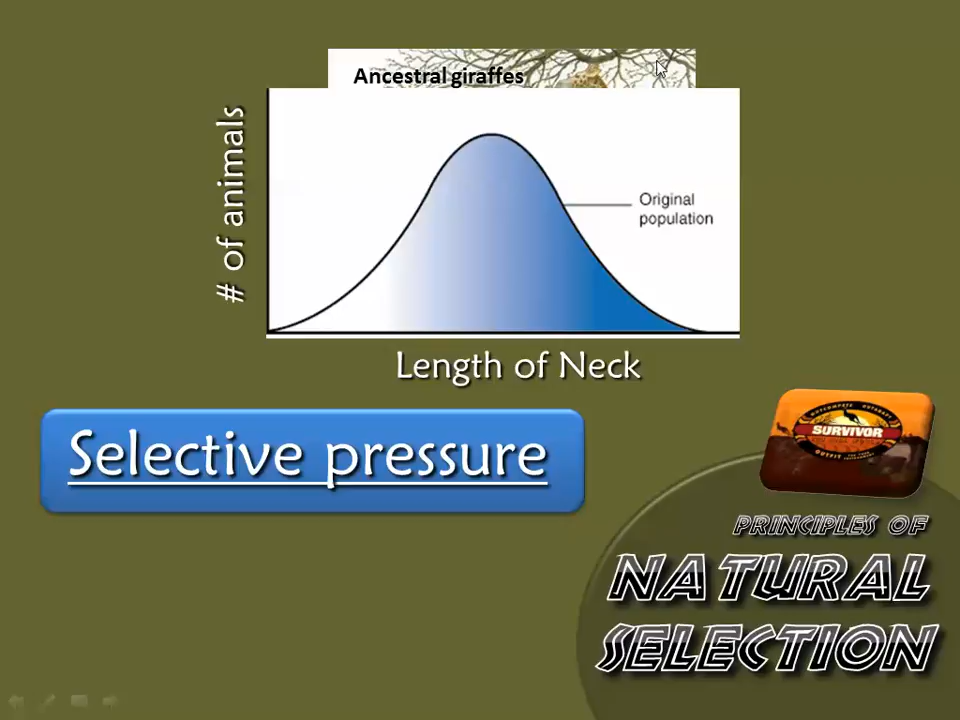 Ancestral giraffes
# of animals
Original
population
Length of Neck
Selective pressure
SURVIVOR
PRINCIPLES OF
NATURAL
SELECTION